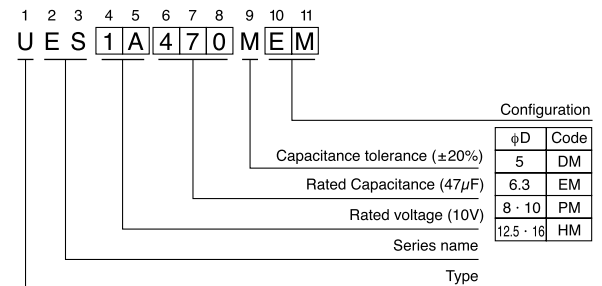 1 2 3 4 5 6 7 8 9 10 11
U E S 1 A 4 7 0 M E M
Configuration
φD Code
5 DM
6.3 EM
8 · 10 PM
12.5 · 16 HM
Capacitance tolerance (±20%)
Rated Capacitance (47µF)
Rated voltage (10V)
Series name
Type